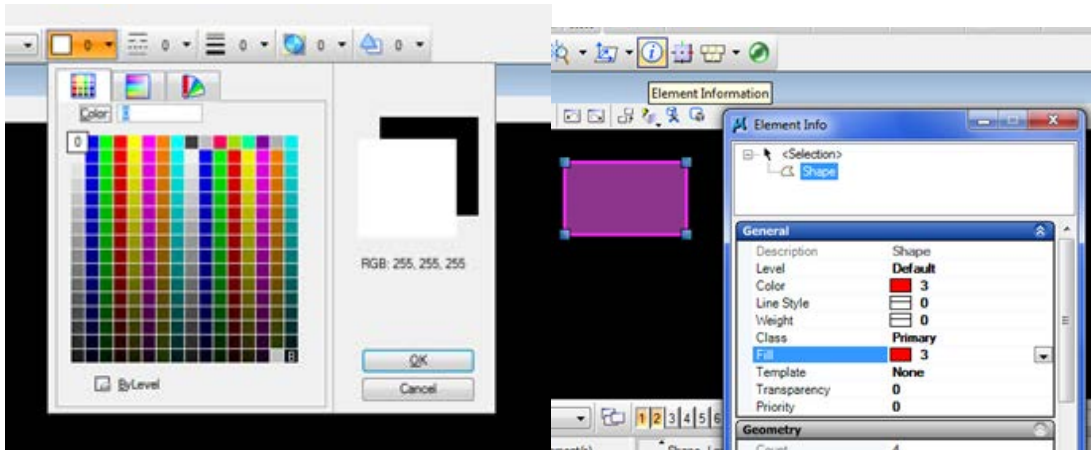 0 0 0 0 0
Color: 0
0
RGB: 255, 255, 255
B
OK
ByLevel
Cancel
Element Information
Element Info
<Selection>
Shape
General
Description Shape
Level Default
Color 3
Line Style 0
Weight 0
Class Primary
Fill 3
Template None
Transparency 0
Priority 0
1 2 3 4 5 6
Geometry